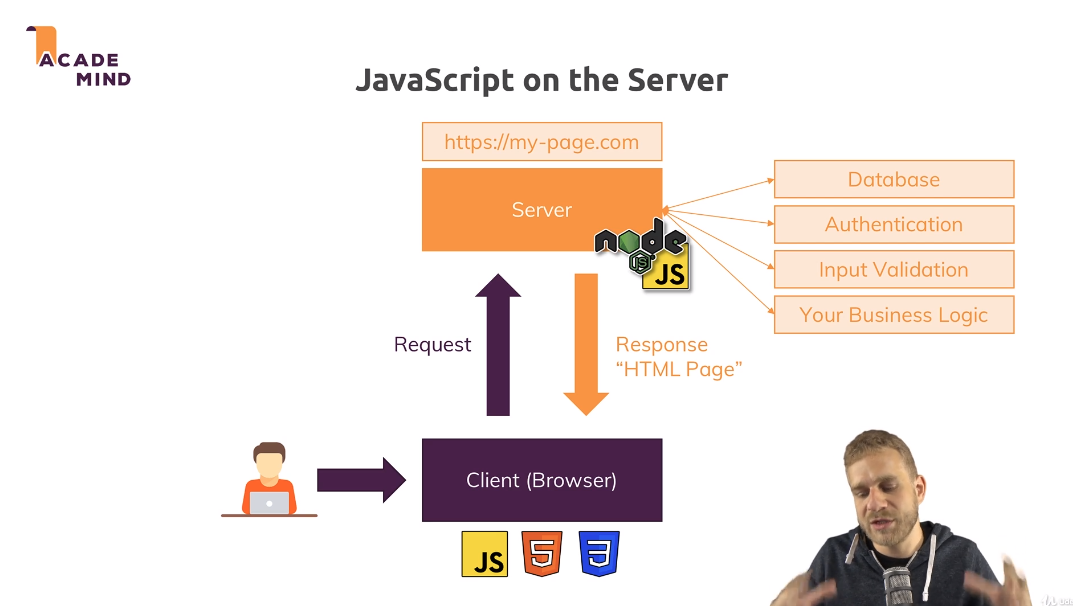 ACADE
MIND
JavaScript on the Server
https://my-page.com
Server
node
JS
JS
Database
Authentication
Input Validation
Your Business Logic
Request
Response
“HTML Page”
Client (Browser)
JS
5
3